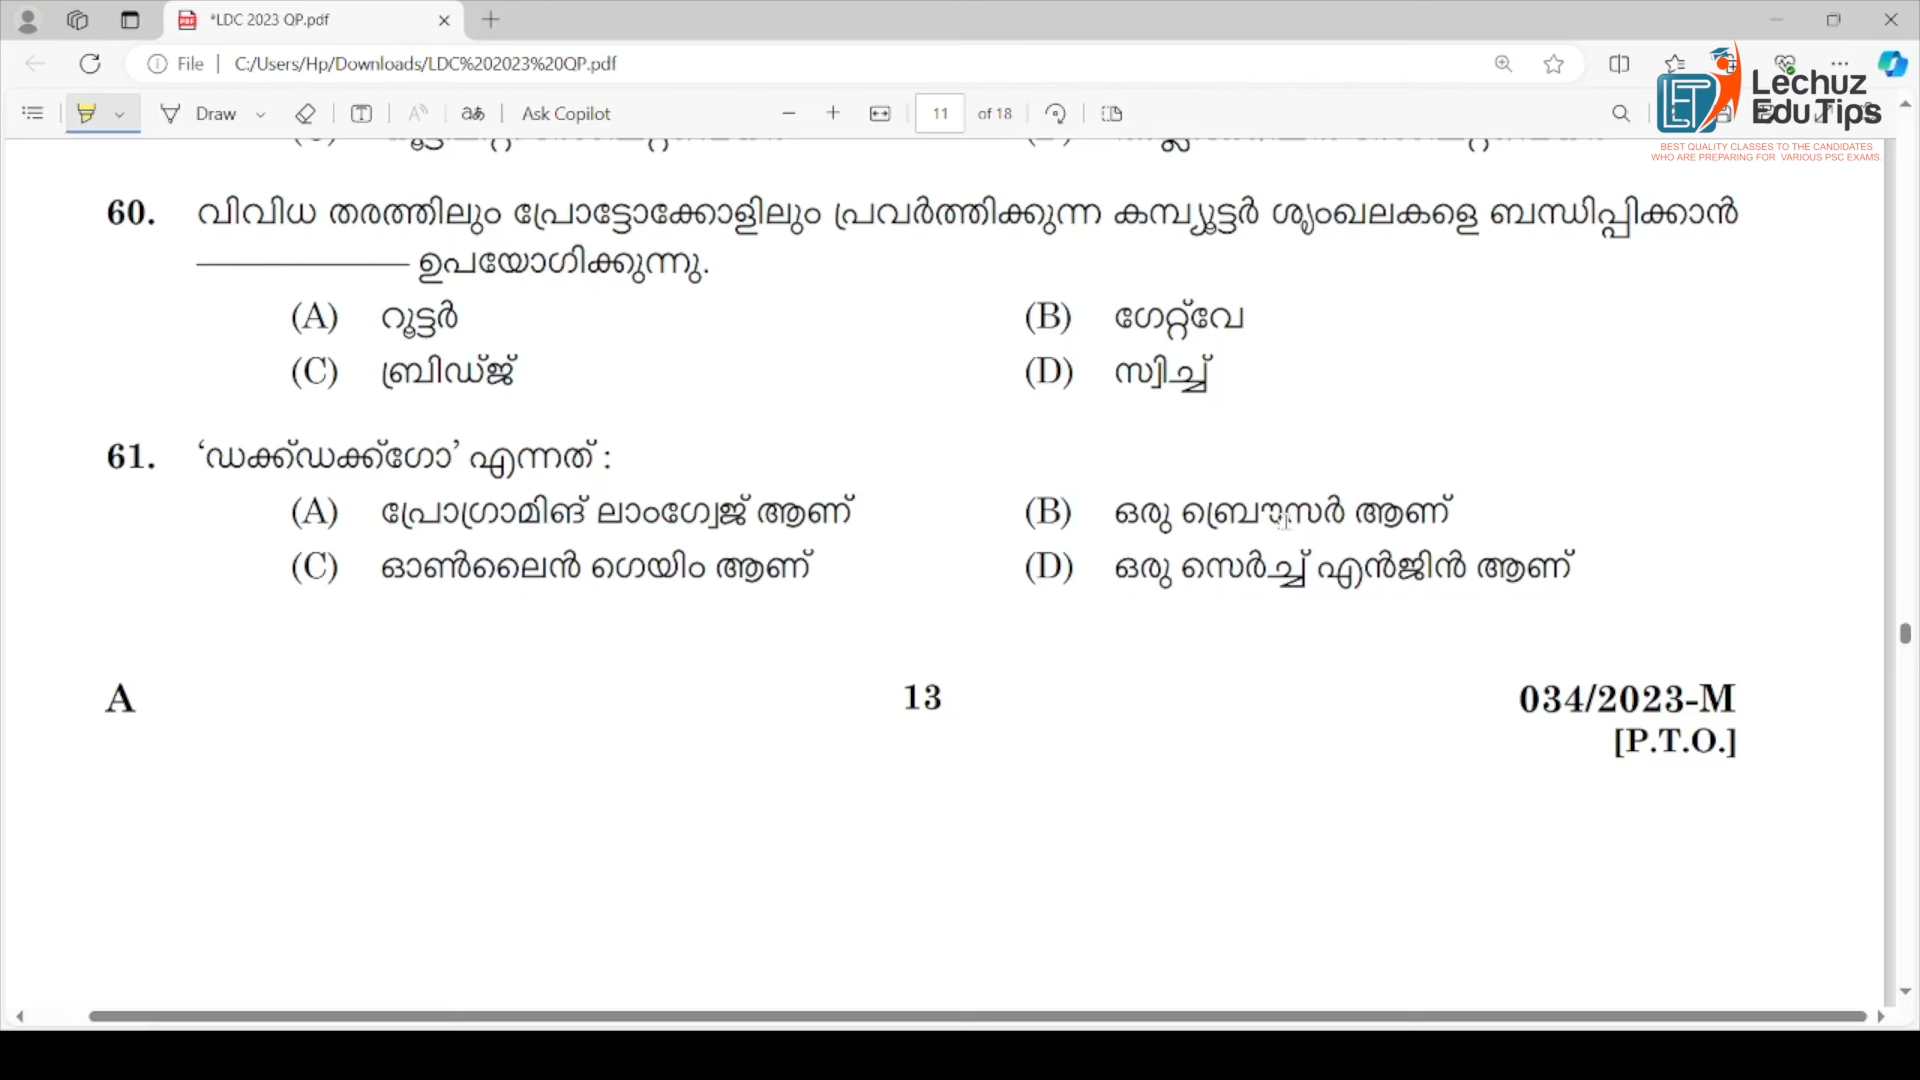 *LDC 2023 QP.pdf
File | C:/Users/Hp/Downloads/LDC%202023%20QP.pdf
Draw aあ Ask Copilot 11 of 18
LET Lechuz Edu Tips
BEST QUALITY CLASSES TO THE CANDIDATES
WHO ARE PREPARING FOR VARIOUS PSC EXAMS.
60. വിവിധ തരത്തിലും പ്രോട്ടോക്കോളിലും പ്രവർത്തിക്കുന്ന കമ്പ്യൂട്ടർ ശൃംഖലകളെ ബന്ധിപ്പിക്കാൻ
————— ഉപയോഗിക്കുന്നു.
(A) റൂട്ടർ (B) ഗേറ്റ്‌വേ
(C) ബ്രിഡ്ജ് (D) സ്വിച്ച്
61. ‘ഡക്ക്ഡക്ക്ഗോ’ എന്നത് :
(A) പ്രോഗ്രാമിങ് ലാംഗ്വേജ് ആണ് (B) ഒരു ബ്രൌസർ ആണ്
(C) ഓൺലൈൻ ഗെയിം ആണ് (D) ഒരു സെർച്ച് എൻജിൻ ആണ്
A 13 034/2023-M
[P.T.O.]